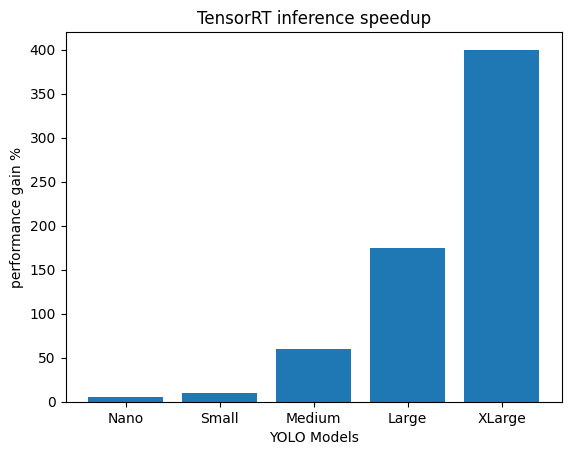 TensorRT inference speedup
performance gain %
400
350
300
250
200
150
100
50
0
Nano Small Medium Large XLarge
YOLO Models